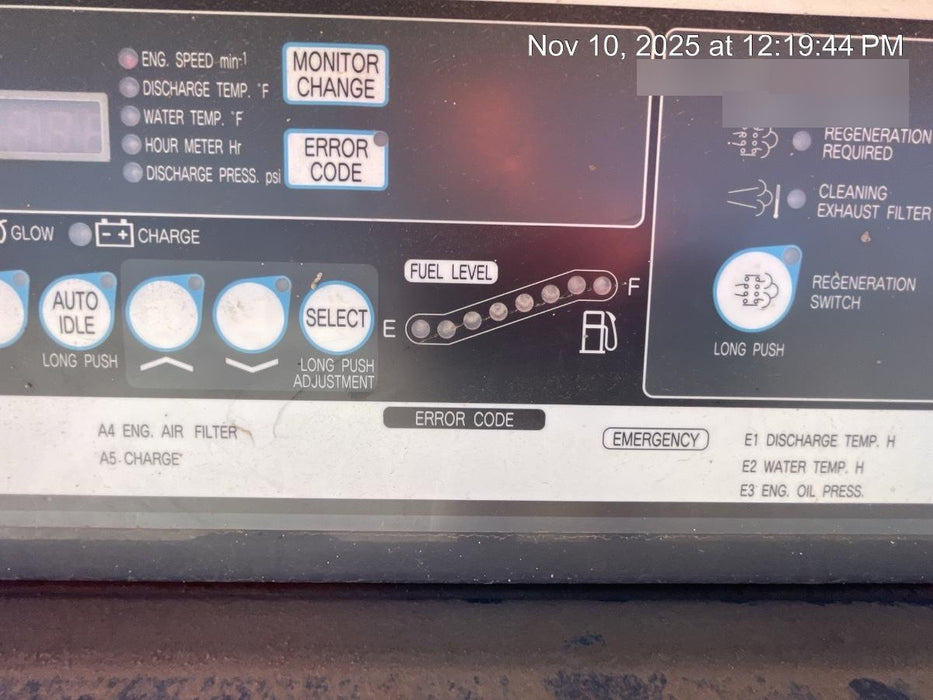 Nov 10, 2025 at 12:19:44 PM
ENG. SPEED min-1
DISCHARGE TEMP. °F
WATER TEMP. °F
HOUR METER Hr
DISCHARGE PRESS. psi
MONITOR
CHANGE
ERROR
CODE
REGENERATION
REQUIRED
CLEANING
EXHAUST FILTER
GLOW
- +
CHARGE
FUEL LEVEL
E
F
AUTO
IDLE
LONG PUSH
SELECT
LONG PUSH
ADJUSTMENT
REGENERATION
SWITCH
LONG PUSH
ERROR CODE
A4 ENG. AIR FILTER
A5 CHARGE
EMERGENCY
E1 DISCHARGE TEMP. H
E2 WATER TEMP. H
E3 ENG. OIL PRESS.